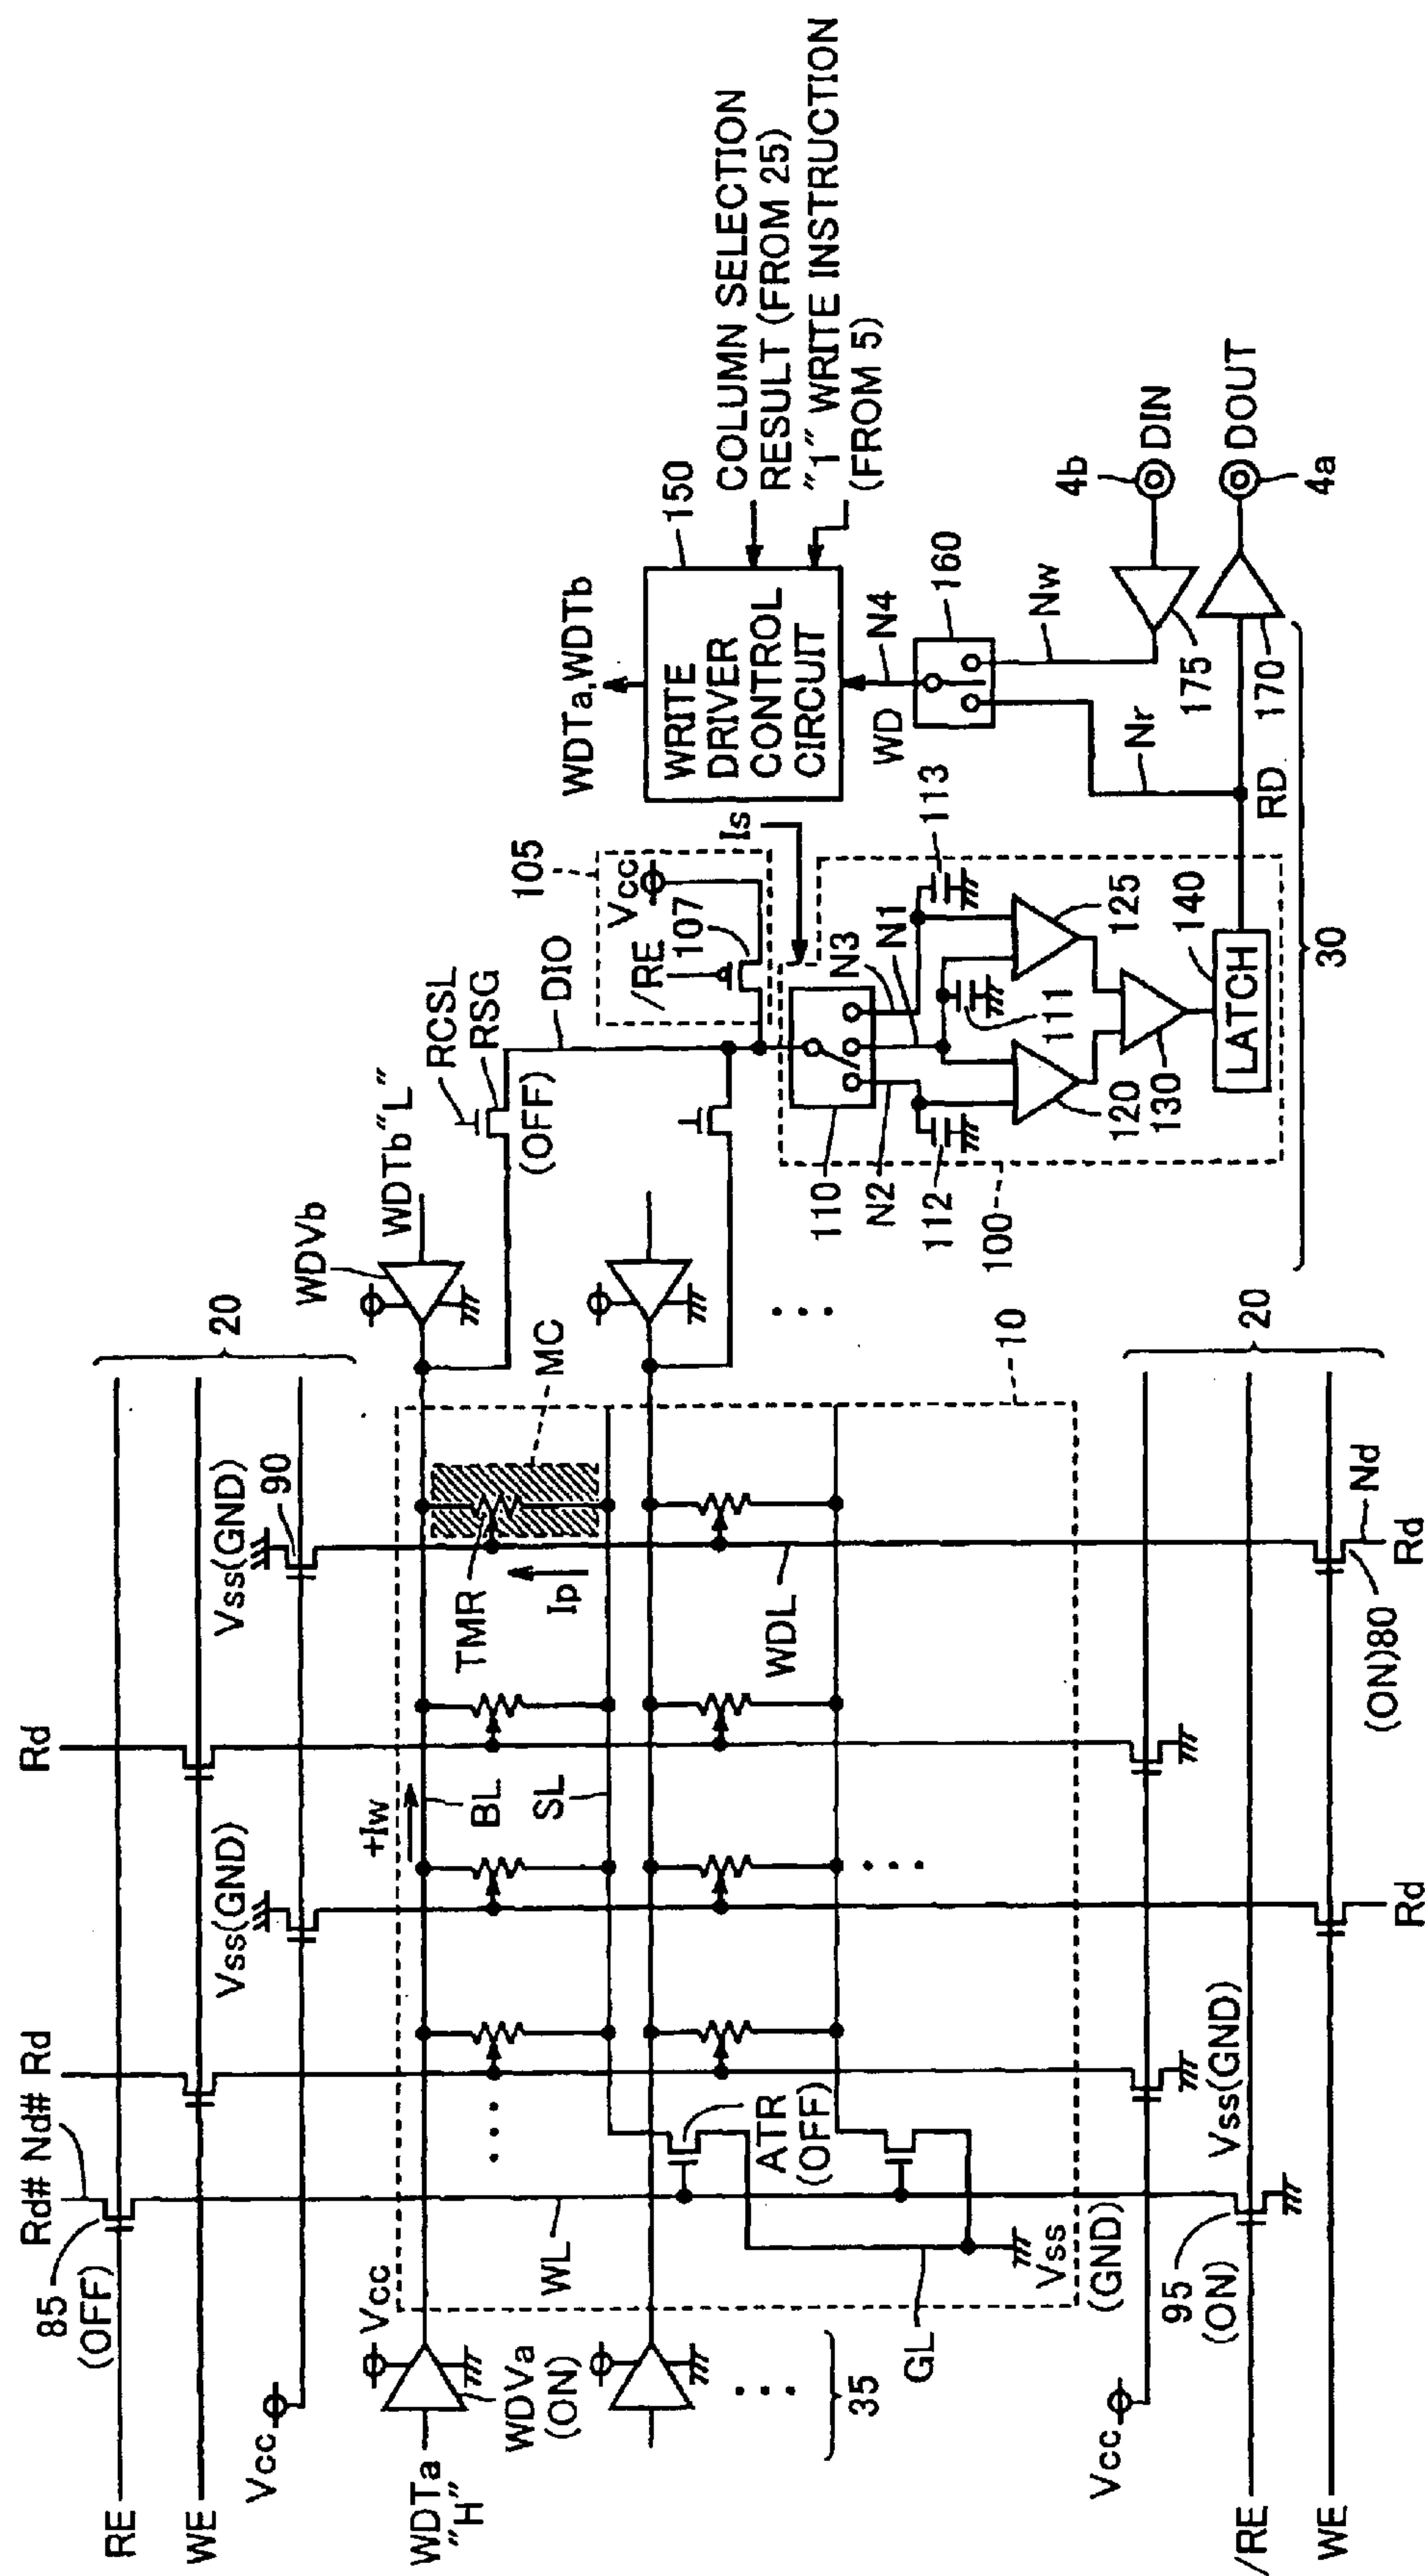 RE
WE
Vcc
85
(OFF)
Rd# Nd# Rd
Vss(GND)
Rd
Vss(GND)
90
20
WDTa
"H"
Vcc
WDVa
(ON)
35
+Iw
BL
SL
WL
ATR
(OFF)
GL
Vss
(GND)
TMR
Ip
MC
WDL
10
WDVb
WDTb"L"
RCSL
RSG
(OFF)
DIO
105
Vcc
/RE
107
Is
110
N2
N3
N1
112
111
113
120
125
130
LATCH
140
100
30
WDTa,WDTb
WRITE
DRIVER
CONTROL
CIRCUIT
150
COLUMN SELECTION
RESULT (FROM 25)
"1" WRITE INSTRUCTION
(FROM 5)
WD
N4
160
Nr
Nw
RD
175
170
4b
DIN
DOUT
4a
Vcc
/RE
WE
95
(ON)
Vss(GND)
Rd
(ON)80
Nd
Rd
20